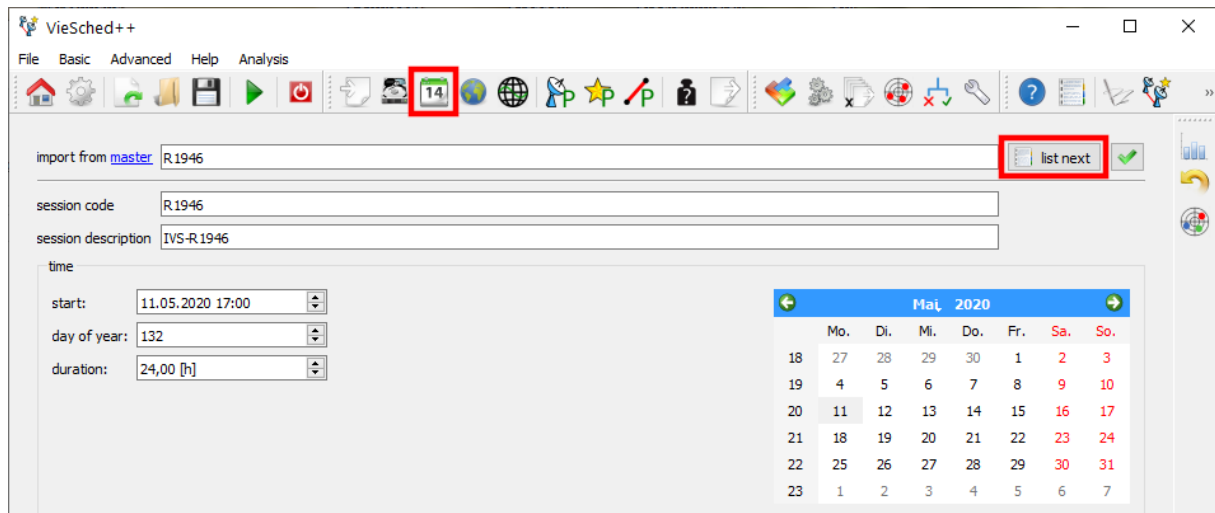 VieSched++
File Basic Advanced Help Analysis
14 P P P ? x x ? »
import from master R1946 list next
session code R1946
session description IVS-R1946
time
start: 11.05.2020 17:00
day of year: 132
duration: 24,00 [h]
Mai, 2020
Mo. Di. Mi. Do. Fr. Sa. So.
18 27 28 29 30 1 2 3
19 4 5 6 7 8 9 10
20 11 12 13 14 15 16 17
21 18 19 20 21 22 23 24
22 25 26 27 28 29 30 31
23 1 2 3 4 5 6 7